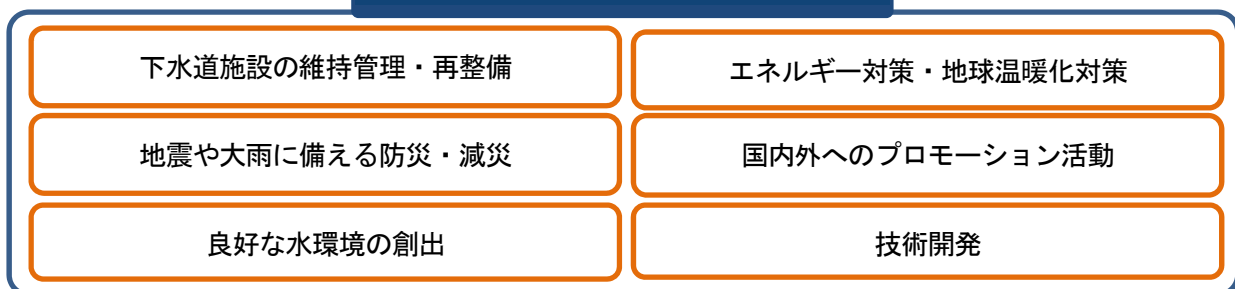 下水道施設の維持管理・再整備
エネルギー対策・地球温暖化対策
地震や大雨に備える防災・減災
国内外へのプロモーション活動
良好な水環境の創出
技術開発